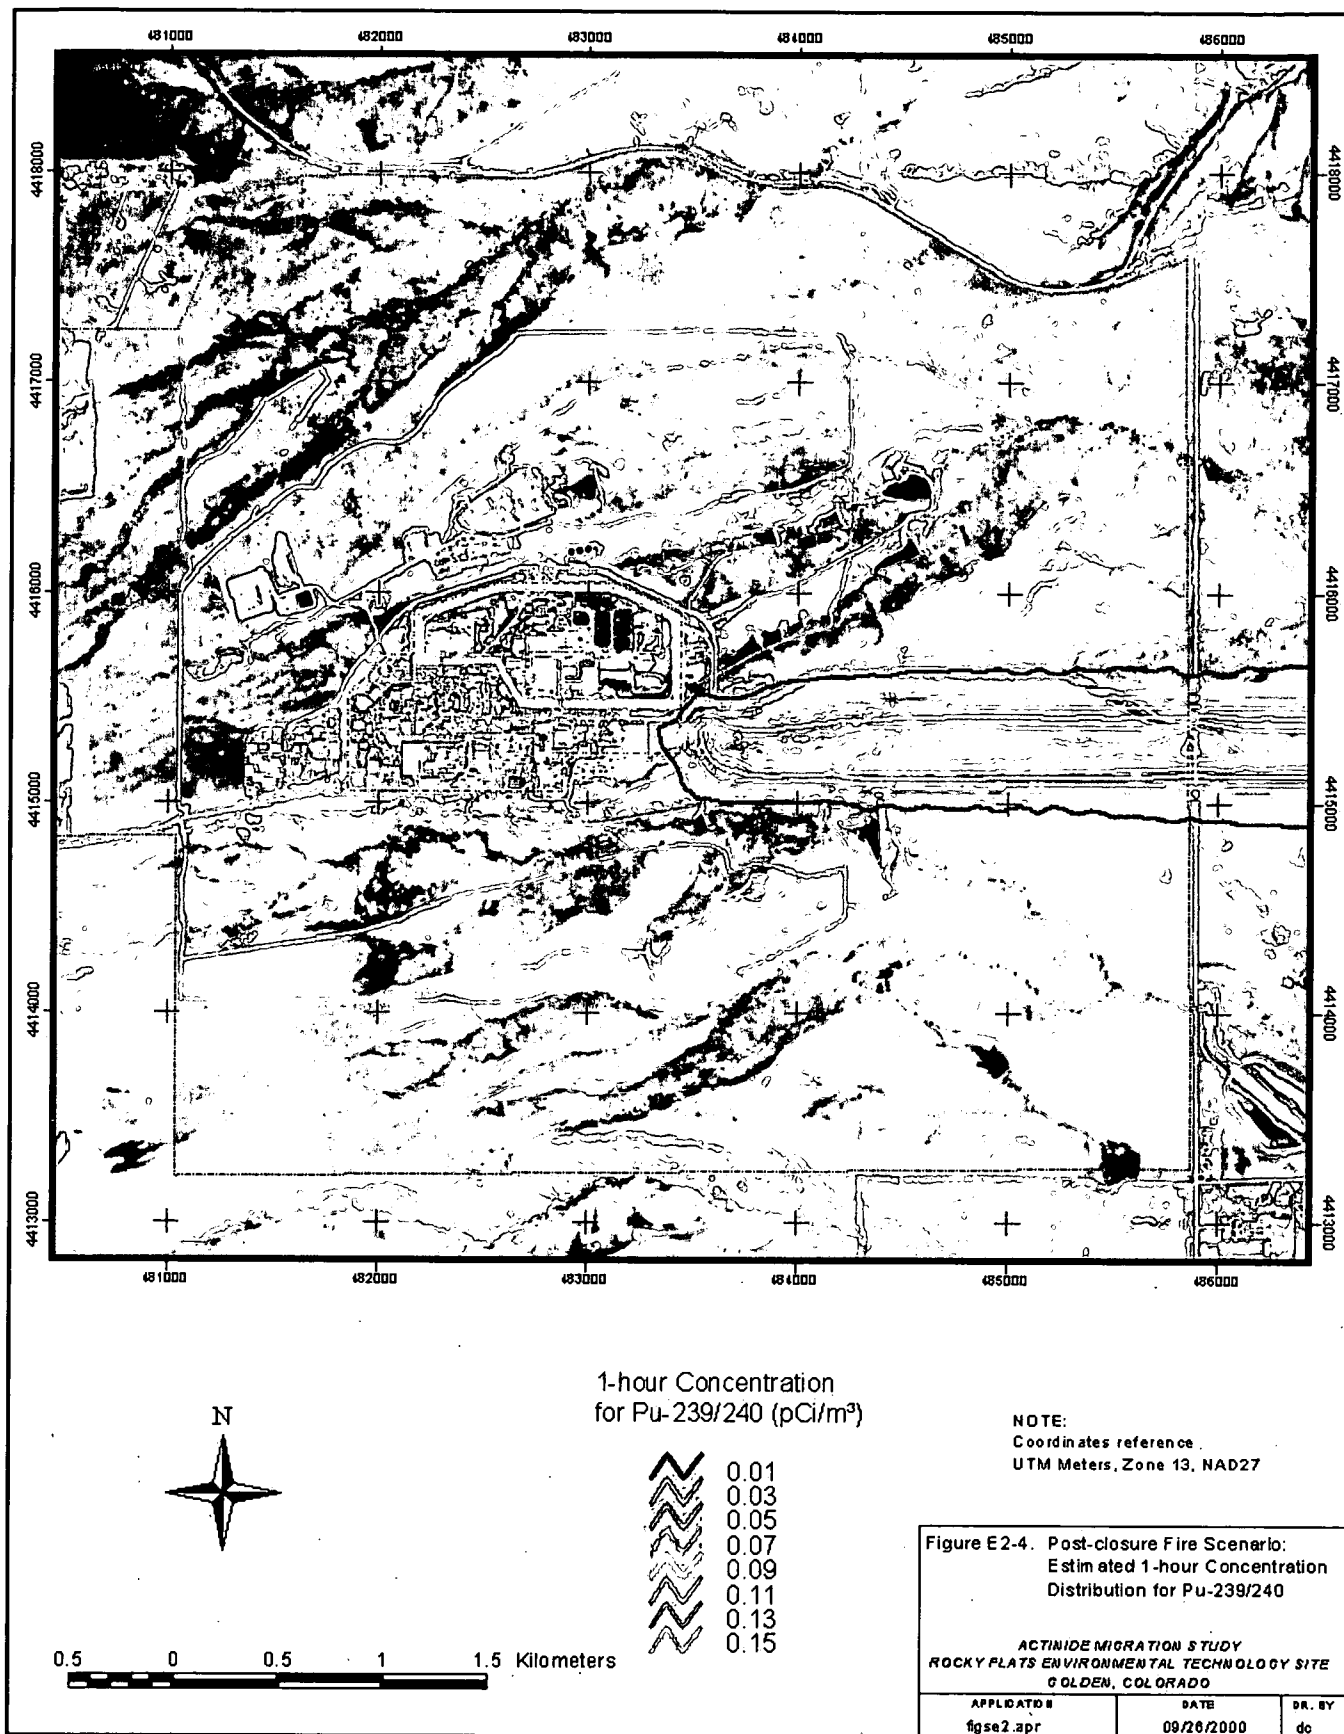 481000 482000 483000 484000 485000 486000
4418000 4418000
4417000 4417000
4416000 4416000
4415000 4415000
4414000 4414000
4413000 4413000
481000 482000 483000 484000 485000 486000
1-hour Concentration
for Pu-239/240 (pCi/m³)
0.01
0.03
0.05
0.07
0.09
0.11
0.13
0.15
N
0.5 0 0.5 1 1.5 Kilometers
NOTE:
Coordinates reference
UTM Meters, Zone 13, NAD27
Figure E2-4. Post-closure Fire Scenario:
Estimated 1-hour Concentration
Distribution for Pu-239/240
ACTINIDE MIGRATION STUDY
ROCKY FLATS ENVIRONMENTAL TECHNOLOGY SITE
GOLDEN, COLORADO
APPLICATION DATE DR. BY
figse2.apr 09/26/2000 dc